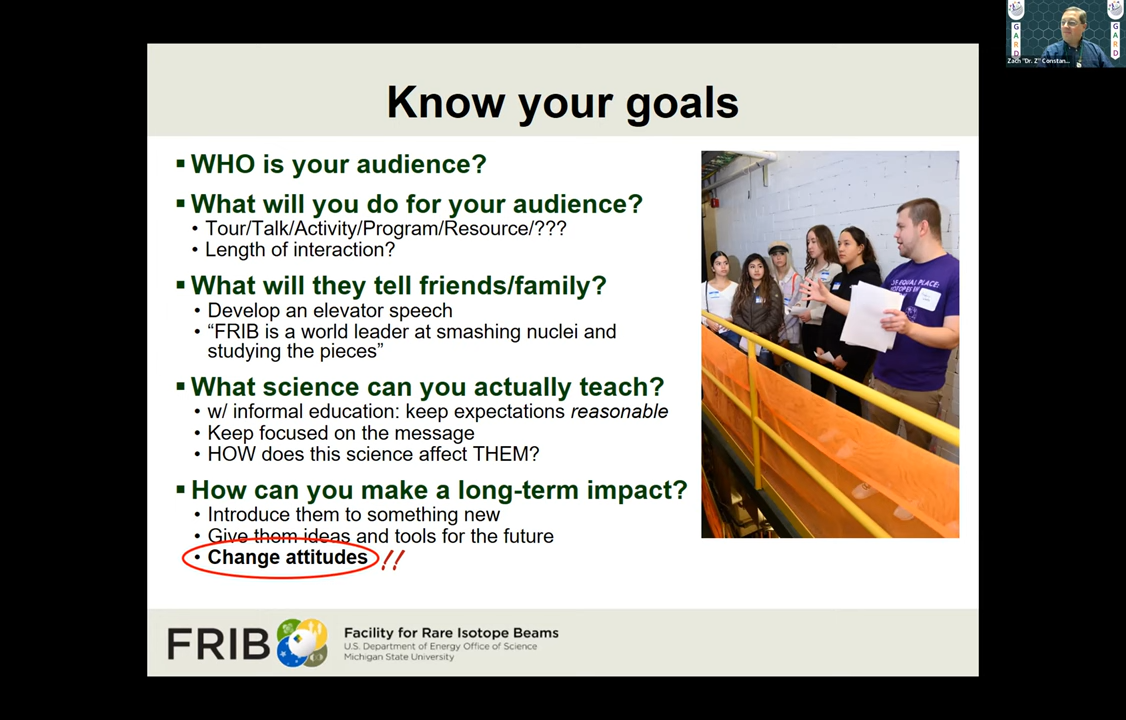 Know your goals
▪ WHO is your audience?
▪ What will you do for your audience?
• Tour/Talk/Activity/Program/Resource/???
• Length of interaction?
▪ What will they tell friends/family?
• Develop an elevator speech
• “FRIB is a world leader at smashing nuclei and
studying the pieces”
▪ What science can you actually teach?
• w/ informal education: keep expectations reasonable
• Keep focused on the message
• HOW does this science affect THEM?
▪ How can you make a long-term impact?
• Introduce them to something new
• Give them ideas and tools for the future
• Change attitudes !!
FRIB
Facility for Rare Isotope Beams
U.S. Department of Energy Office of Science
Michigan State University
GARD
GARD
Zach "Dr. Z" Constan...